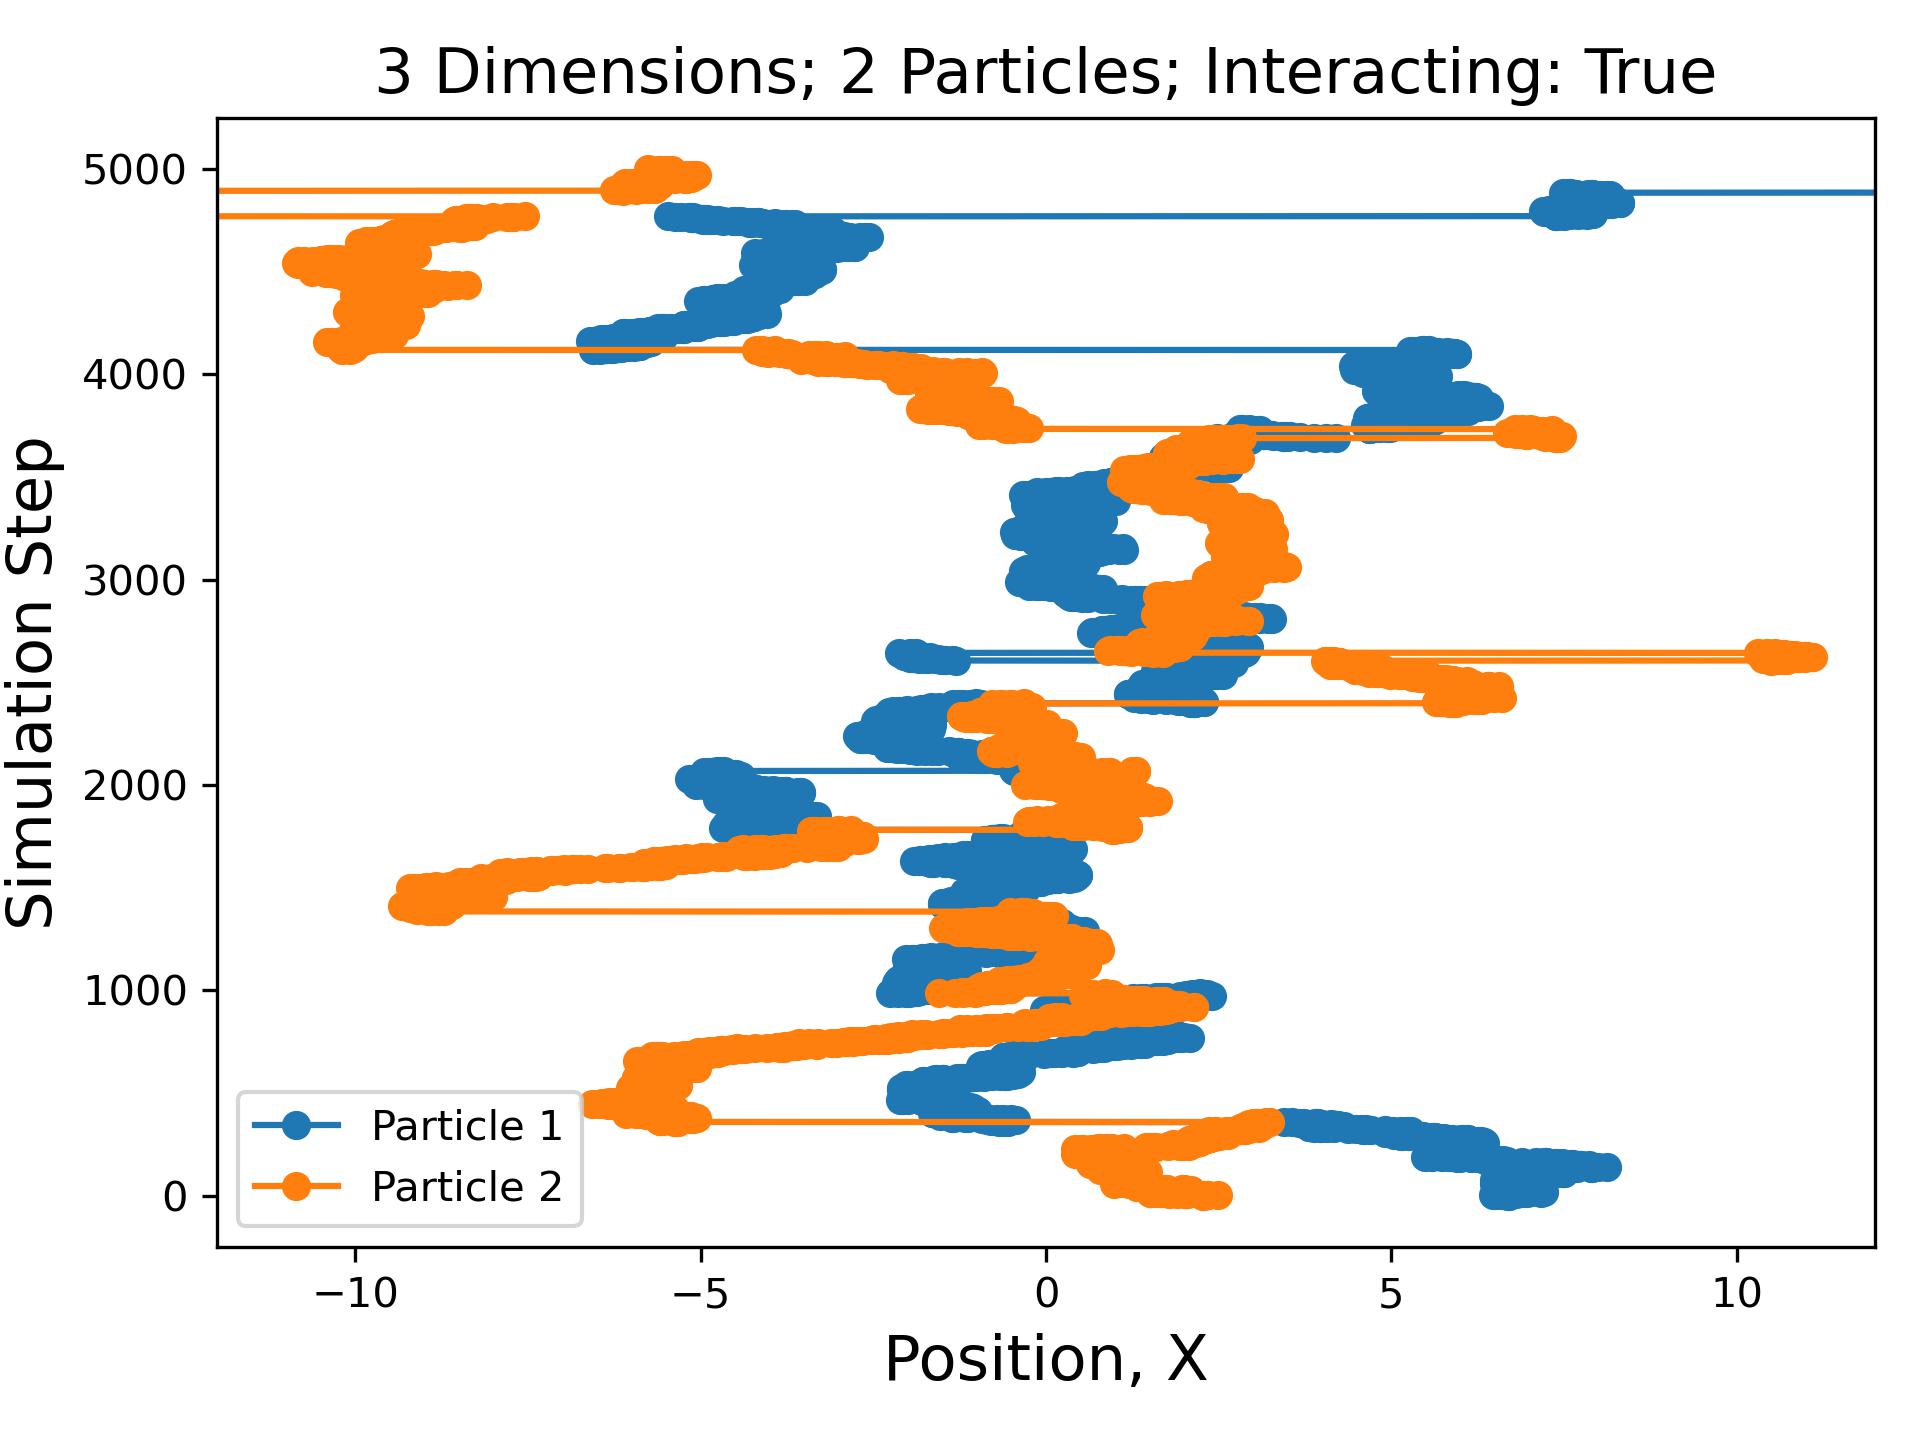 3 Dimensions; 2 Particles; Interacting: True
Simulation Step
5000
4000
3000
2000
1000
0
Particle 1
Particle 2
−10
−5
0
5
10
Position, X